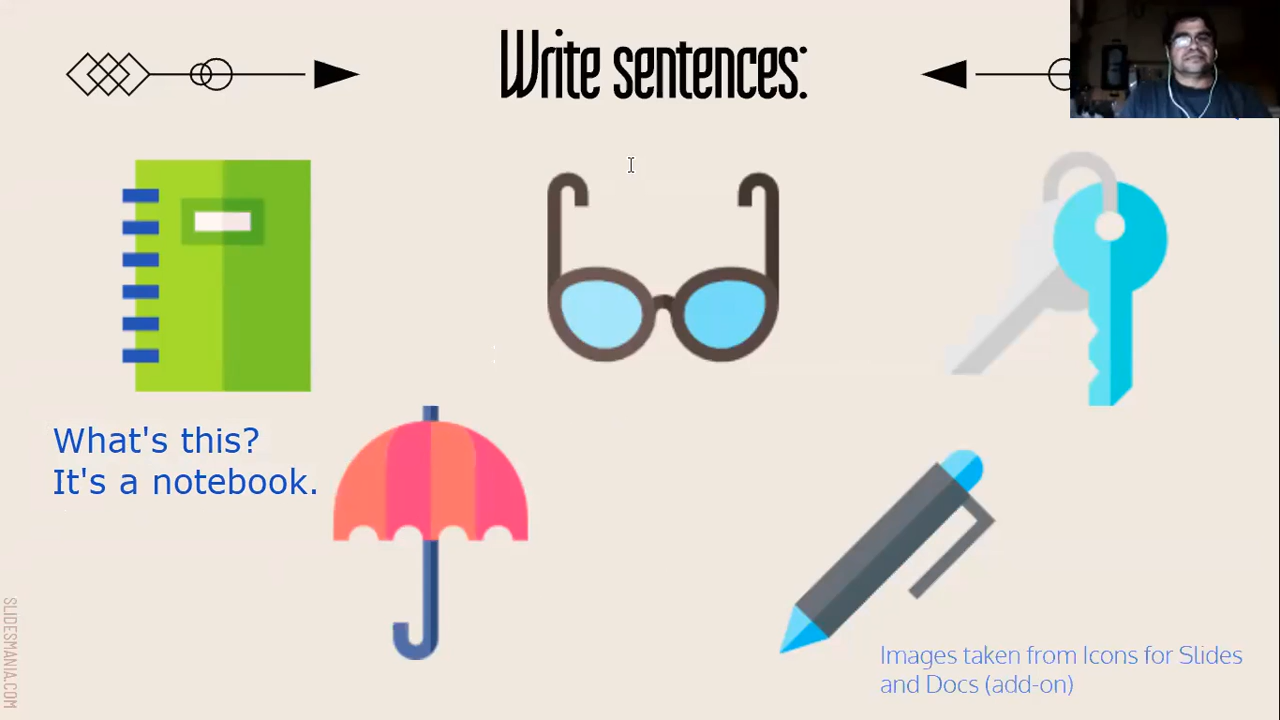 Write sentences:
What's this?
It's a notebook.
Images taken from Icons for Slides
and Docs (add-on)
SLIDESMANIA.COM